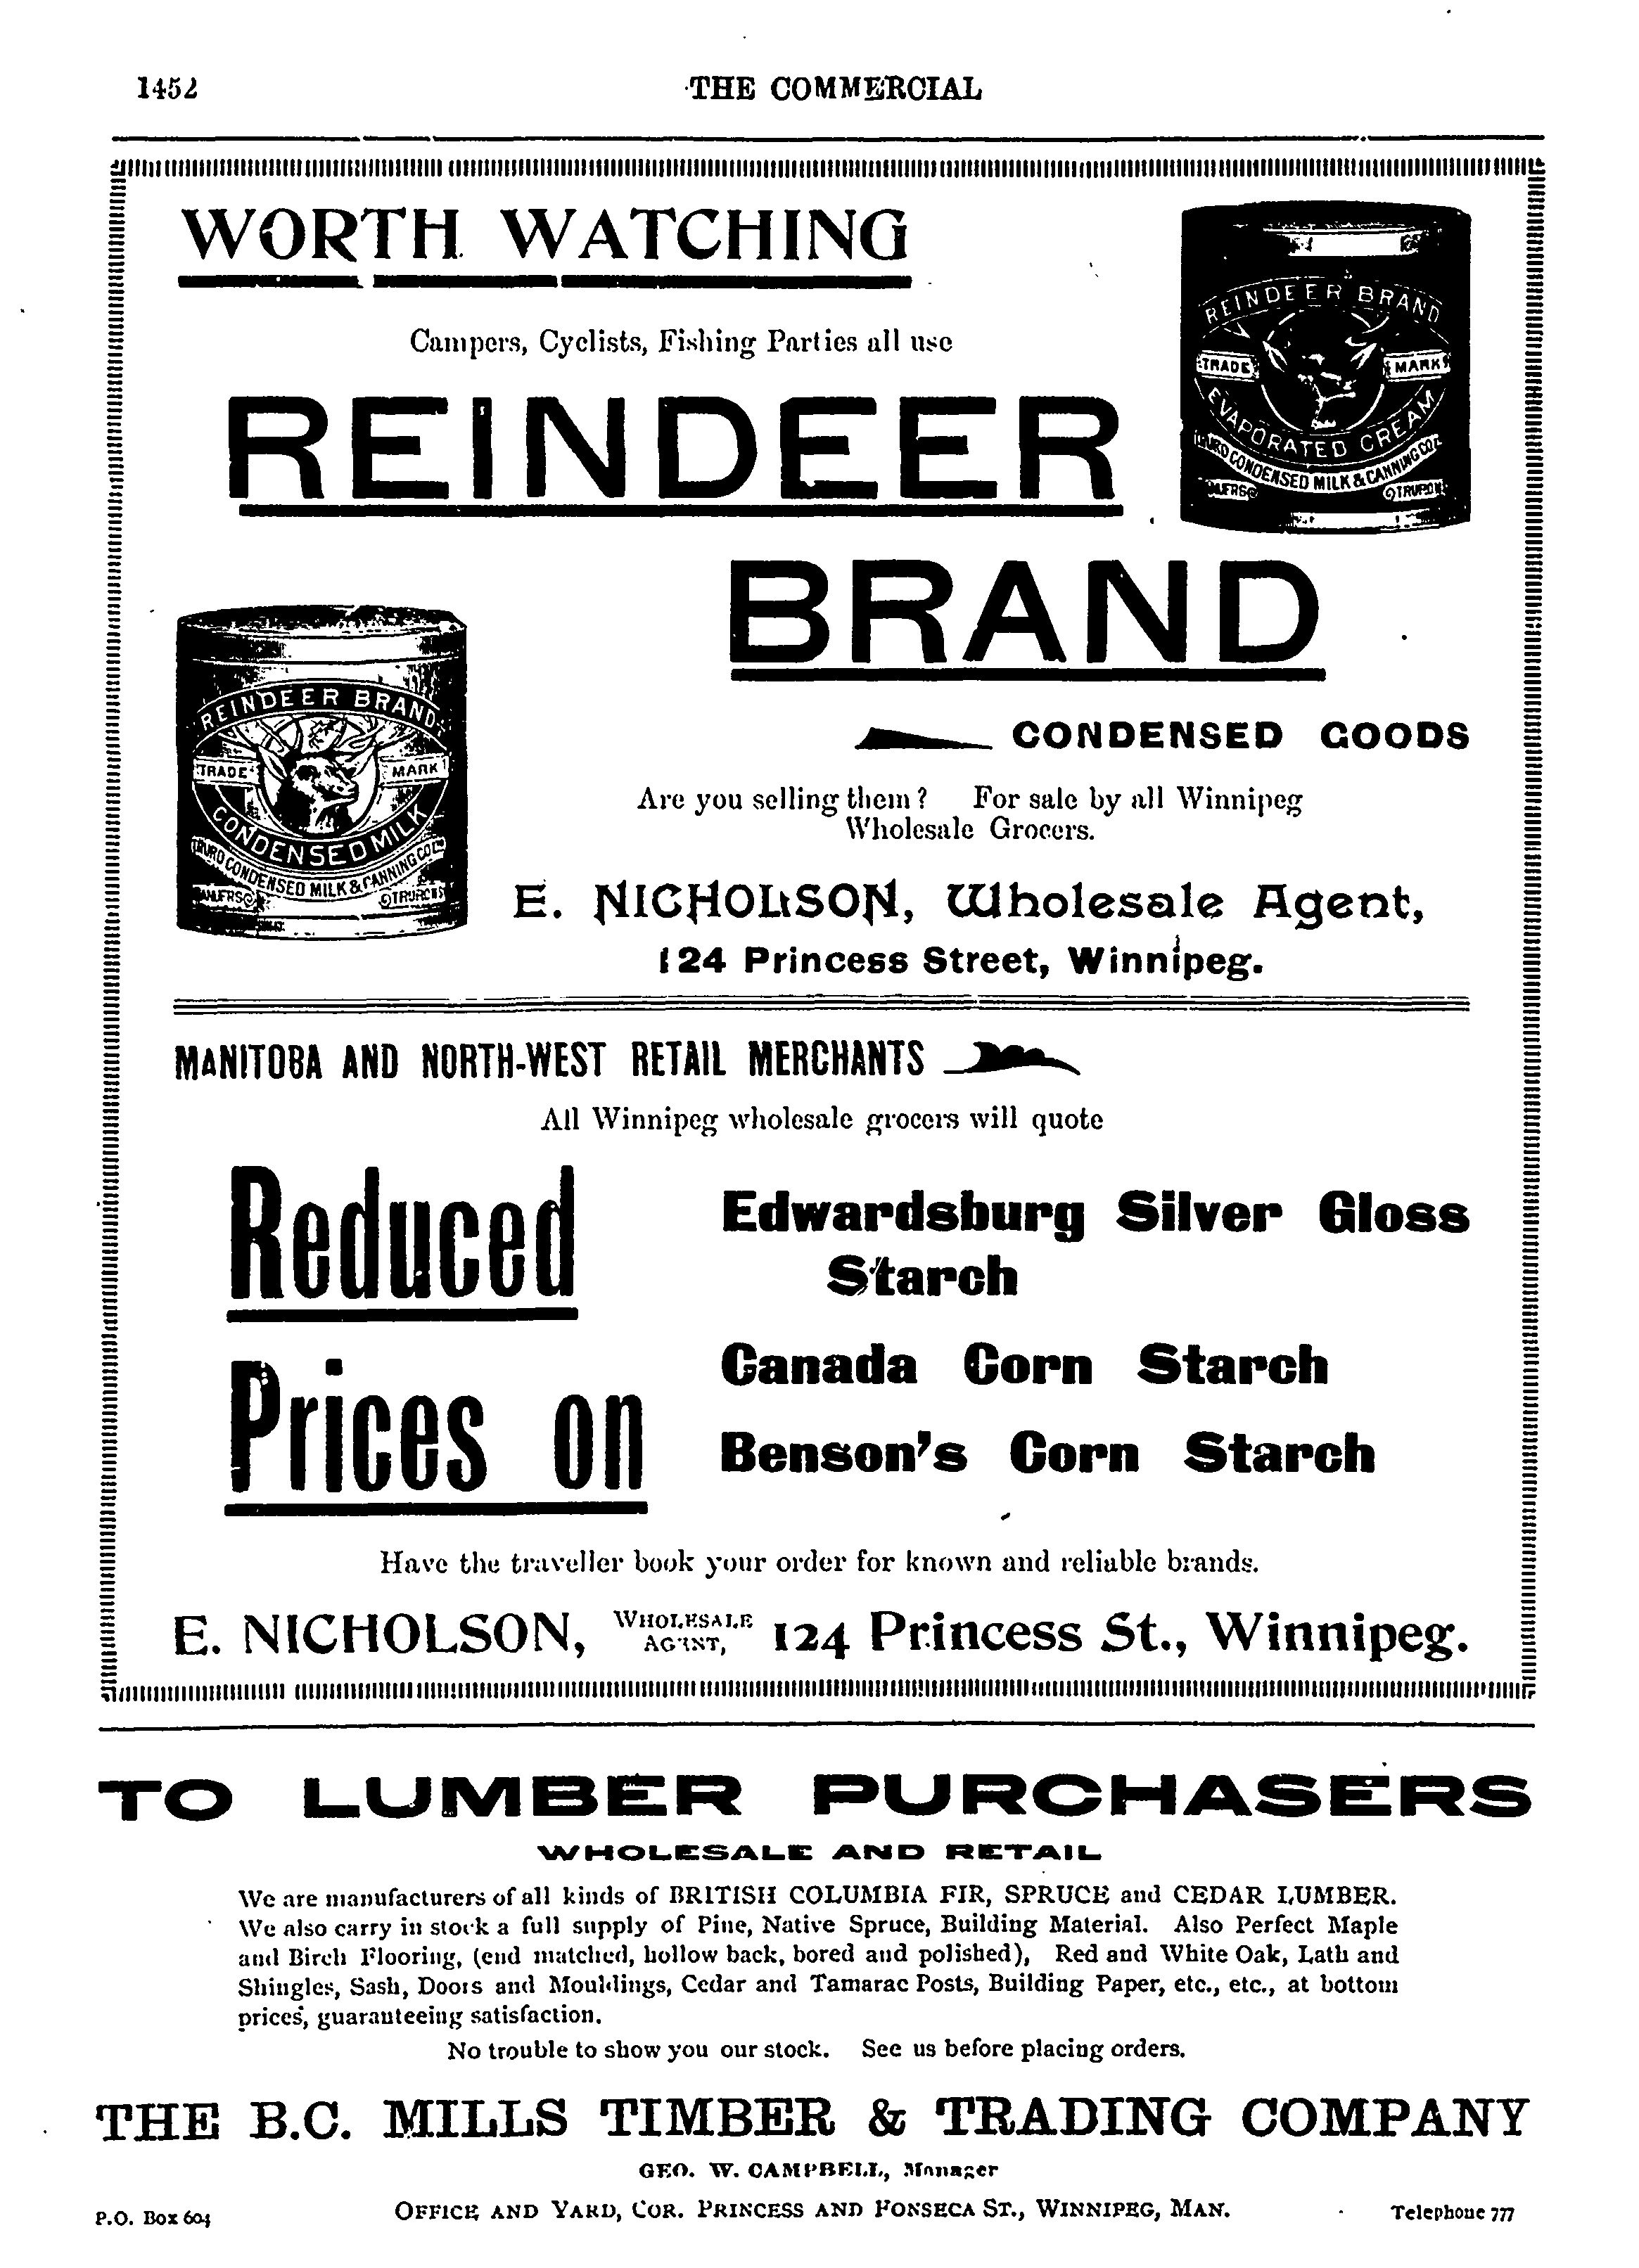 1452
THE COMMERCIAL
WORTH WATCHING
Campers, Cyclists, Fishing Parties all use
REINDEER
REINDEER BRAND
TRADE MARK
EVAPORATED CREAM
CONDENSED MILK & CANNING CO
BRAND
REINDEER BRAND
TRADE MARK
CONDENSED MILK
TRURO CONDENSED MILK & CANNING CO
CONDENSED GOODS
Are you selling them? For sale by all Winnipeg
Wholesale Grocers.
E. NICHOLSON, Wholesale Agent,
124 Princess Street, Winnipeg.
MANITOBA AND NORTH-WEST RETAIL MERCHANTS
All Winnipeg wholesale grocers will quote
Reduced
Prices on
Edwardsburg Silver Gloss
Starch
Canada Corn Starch
Benson's Corn Starch
Have the traveller book your order for known and reliable brands.
E. NICHOLSON, WHOLESALE AGENT, 124 Princess St., Winnipeg.
TO LUMBER PURCHASERS
WHOLESALE AND RETAIL
We are manufacturers of all kinds of BRITISH COLUMBIA FIR, SPRUCE and CEDAR LUMBER.
We also carry in stock a full supply of Pine, Native Spruce, Building Material. Also Perfect Maple
and Birch Flooring, (end matched, hollow back, bored and polished), Red and White Oak, Lath and
Shingles, Sash, Doors and Mouldings, Cedar and Tamarac Posts, Building Paper, etc., etc., at bottom
prices, guaranteeing satisfaction.
No trouble to show you our stock. See us before placing orders.
THE B.C. MILLS TIMBER & TRADING COMPANY
GEO. W. CAMPBELL, Manager
P.O. Box 604
OFFICE AND YARD, COR. PRINCESS AND FONSECA ST., WINNIPEG, MAN.
Telephone 777